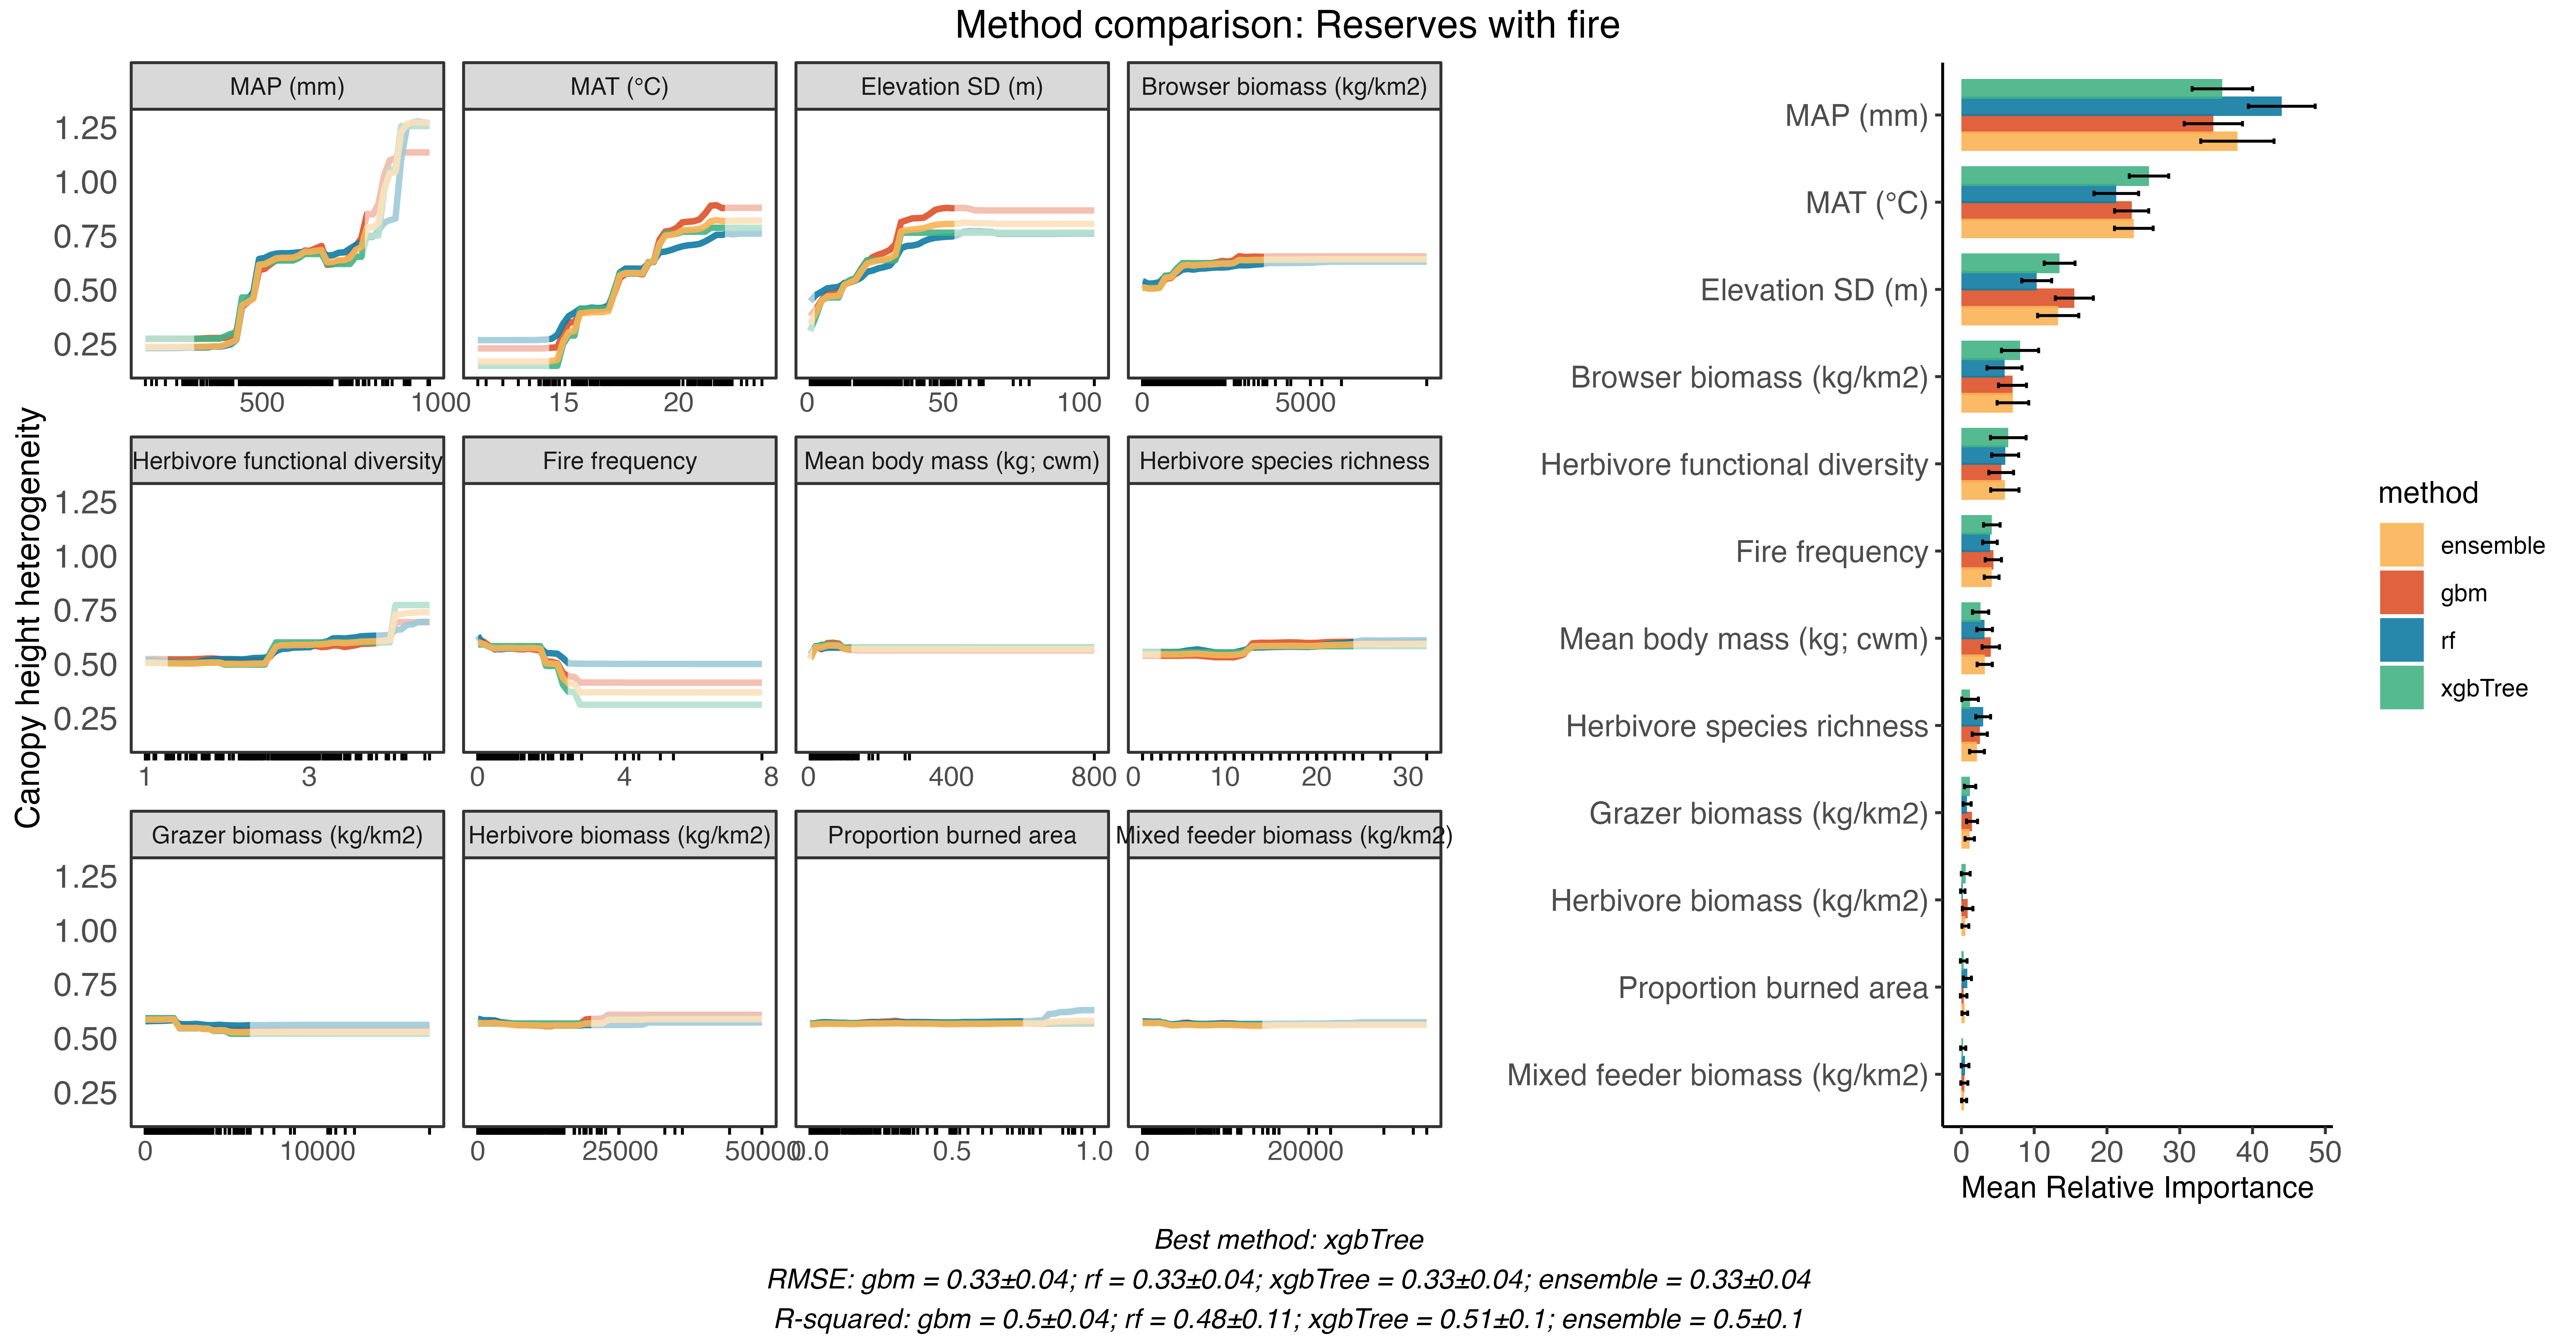 Method comparison: Reserves with fire
MAP (mm)
MAT (°C)
Elevation SD (m)
Browser biomass (kg/km2)
1.25
1.00
0.75
0.50
0.25
500
1000
15
20
0
50
100
0
5000
Canopy height heterogeneity
Herbivore functional diversity
Fire frequency
Mean body mass (kg; cwm)
Herbivore species richness
1.25
1.00
0.75
0.50
0.25
1
3
0
4
8
0
400
800
0
10
20
30
Grazer biomass (kg/km2)
Herbivore biomass (kg/km2)
Proportion burned area
Mixed feeder biomass (kg/km2)
1.25
1.00
0.75
0.50
0.25
0
10000
0
25000
50000
0.0
0.5
1.0
0
20000
MAP (mm)
MAT (°C)
Elevation SD (m)
Browser biomass (kg/km2)
Herbivore functional diversity
Fire frequency
Mean body mass (kg; cwm)
Herbivore species richness
Grazer biomass (kg/km2)
Herbivore biomass (kg/km2)
Proportion burned area
Mixed feeder biomass (kg/km2)
0
10
20
30
40
50
Mean Relative Importance
method
ensemble
gbm
rf
xgbTree
Best method: xgbTree
RMSE: gbm = 0.33±0.04; rf = 0.33±0.04; xgbTree = 0.33±0.04; ensemble = 0.33±0.04
R-squared: gbm = 0.5±0.04; rf = 0.48±0.11; xgbTree = 0.51±0.1; ensemble = 0.5±0.1